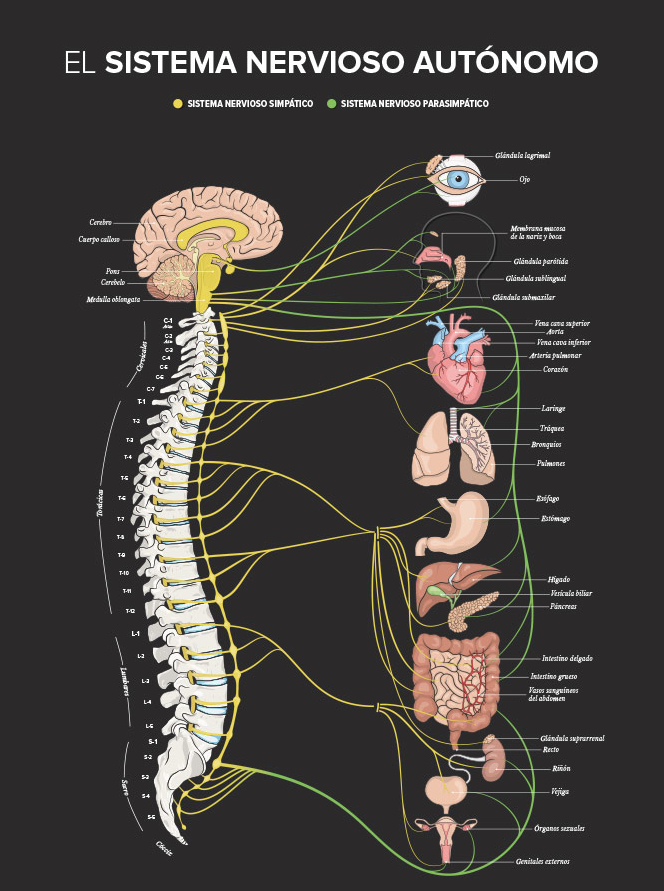 EL SISTEMA NERVIOSO AUTÓNOMO
SISTEMA NERVIOSO SIMPÁTICO
SISTEMA NERVIOSO PARASIMPÁTICO
Cerebro
Cuerpo calloso
Pons
Cerebelo
Medulla oblongata
Cervicales
C-1
C-2
C-3
C-4
C-5
C-6
C-7
Torácicas
T-1
T-2
T-3
T-4
T-5
T-6
T-7
T-8
T-9
T-10
T-11
T-12
Lumbares
L-1
L-2
L-3
L-4
L-5
Sacro
S-1
S-2
S-3
S-4
S-5
Cóccix
Glándula lagrimal
Ojo
Membrana mucosa
de la nariz y boca
Glándula parótida
Glándula sublingual
Glándula submaxilar
Vena cava superior
Aorta
Vena cava inferior
Arteria pulmonar
Corazón
Laringe
Tráquea
Bronquios
Pulmones
Esófago
Estómago
Hígado
Vesícula biliar
Páncreas
Intestino delgado
Intestino grueso
Vasos sanguíneos
del abdomen
Glándula suprarrenal
Recto
Riñón
Vejiga
Órganos sexuales
Genitales externos